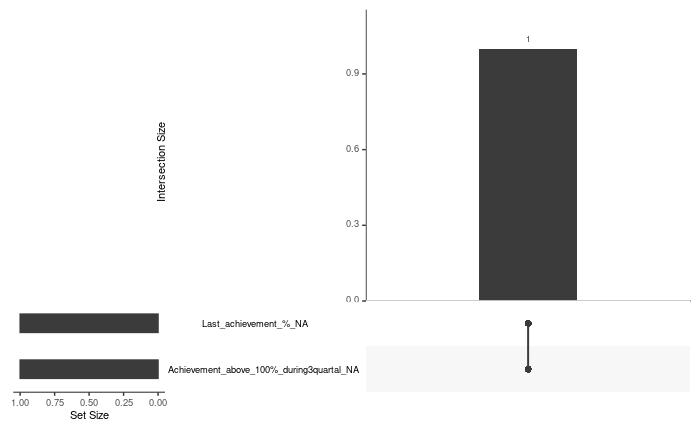 1
0.9
0.6
0.3
0.0
Intersection Size
Last_achievement_%_NA
Achievement_above_100%_during3quartal_NA
1.00 0.75 0.50 0.25 0.00
Set Size